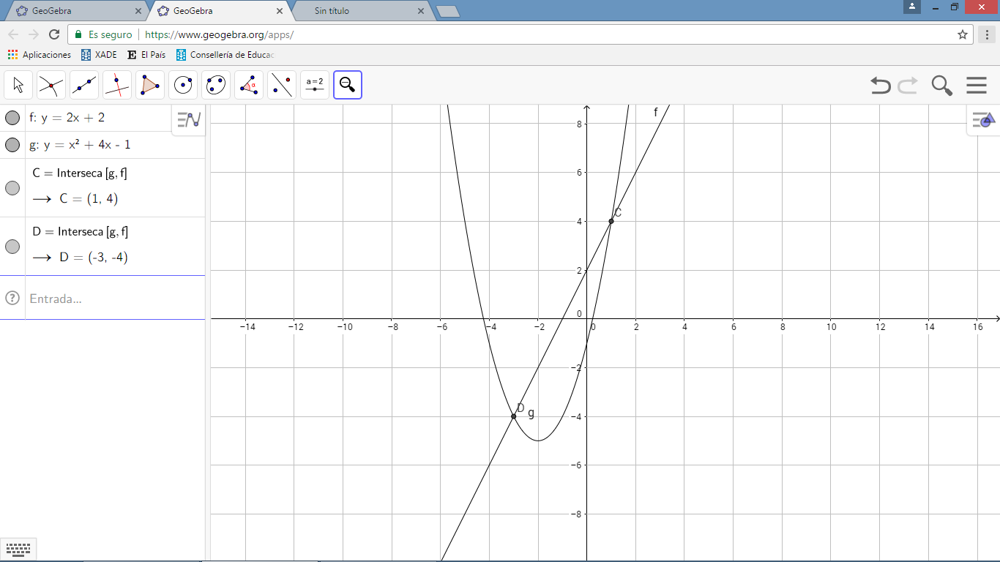 GeoGebra
GeoGebra
Sin título
Es seguro
https://www.geogebra.org/apps/
Aplicaciones
XADE
E El País
Consellería de Educac
α
a=2
f: y = 2x + 2
g: y = x² + 4x - 1
C = Interseca [g, f]
→ C = (1, 4)
D = Interseca [g, f]
→ D = (-3, -4)
? Entrada...
f
C
D
g
8
6
4
2
0
−2
−4
−6
−8
−14 −12 −10 −8 −6 −4 −2 0 2 4 6 8 10 12 14 16